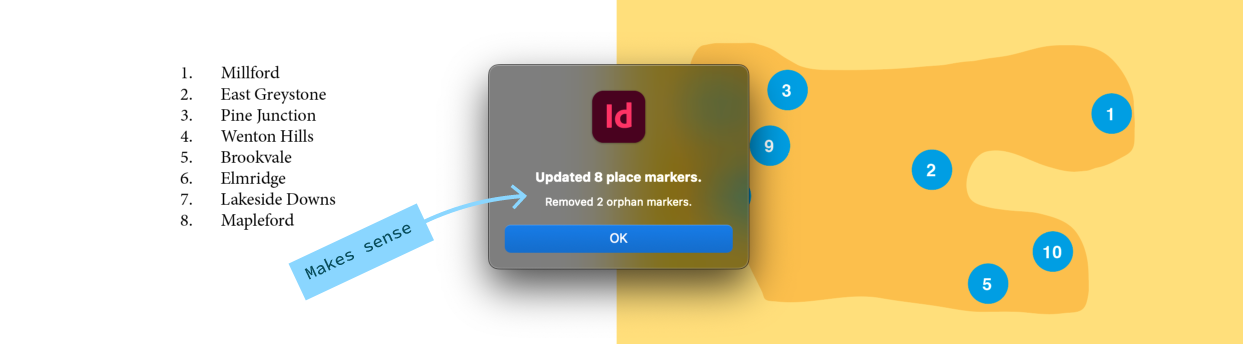 1. Millford
2. East Greystone
3. Pine Junction
4. Wenton Hills
5. Brookvale
6. Elmridge
7. Lakeside Downs
8. Mapleford
Makes sense
Id
Updated 8 place markers.
Removed 2 orphan markers.
OK
3
1
9
2
10
5